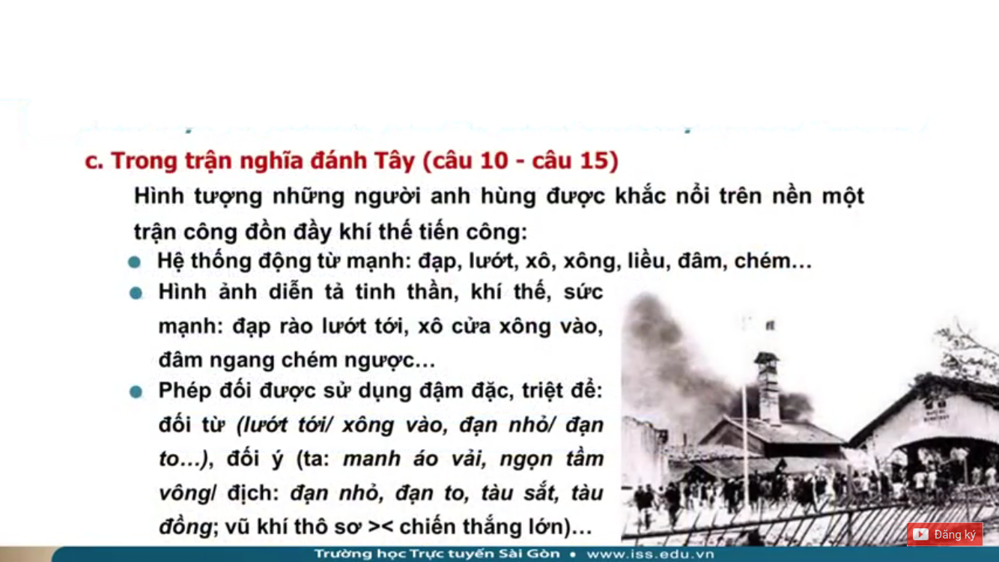 c. Trong trận nghĩa đánh Tây (câu 10 - câu 15)
Hình tượng những người anh hùng được khắc nổi trên nền một
trận công đồn đầy khí thế tiến công:
Hệ thống động từ mạnh: đạp, lướt, xô, xông, liều, đâm, chém...
Hình ảnh diễn tả tinh thần, khí thế, sức
mạnh: đạp rào lướt tới, xô cửa xông vào,
đâm ngang chém ngược...
Phép đối được sử dụng đậm đặc, triệt để:
đối từ (lướt tới/ xông vào, đạn nhỏ/ đạn
to...), đối ý (ta: manh áo vải, ngọn tầm
vông/ địch: đạn nhỏ, đạn to, tàu sắt, tàu
đồng; vũ khí thô sơ >< chiến thắng lớn)...
Đăng ký
Trường học Trực tuyến Sài Gòn • www.iss.edu.vn